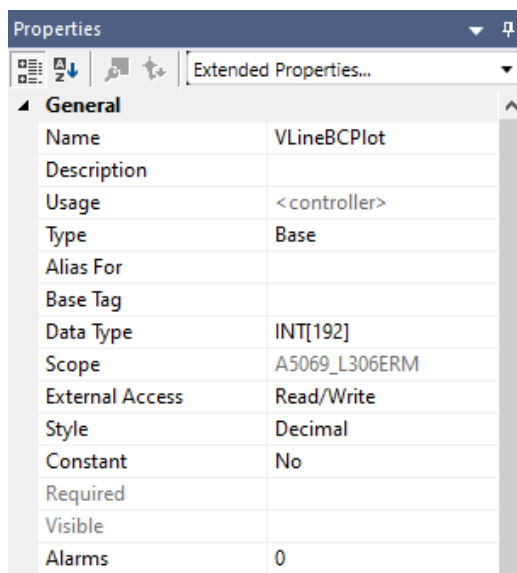 Properties
Extended Properties...
General
Name VLineBCPlot
Description
Usage <controller>
Type Base
Alias For
Base Tag
Data Type INT[192]
Scope A5069_L306ERM
External Access Read/Write
Style Decimal
Constant No
Required
Visible
Alarms 0